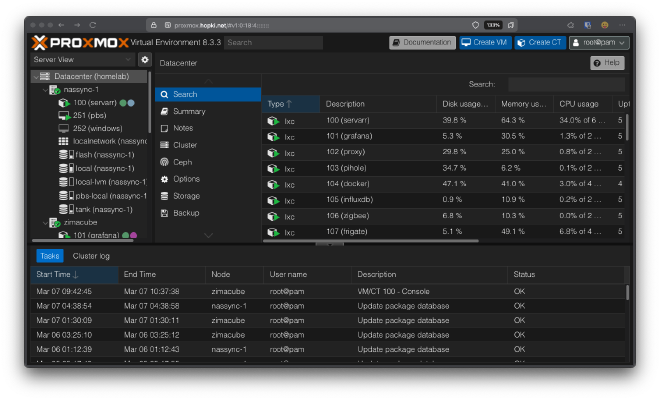 proxmox.hopki.net/#v1:0:18:4:::::::
133%
PROXMOX Virtual Environment 8.3.3 Search Documentation Create VM Create CT root@pam
Server View
Datacenter
Help
Datacenter (homelab)
nassync-1
100 (servarr)
251 (pbs)
252 (windows)
localnetwork (nassync-1)
flash (nassync-1)
local (nassync-1)
local-lvm (nassync-1)
pbs-local (nassync-1)
tank (nassync-1)
zimacube
101 (grafana)
Search
Summary
Notes
Cluster
Ceph
Options
Storage
Backup
Search:
Type Description Disk usage... Memory us... CPU usage Upt
lxc 100 (servarr) 39.8 % 64.3 % 34.0% of 6 ... 5
lxc 101 (grafana) 5.3 % 30.5 % 1.3% of 2 ... 5
lxc 102 (proxy) 29.8 % 25.0 % 0.8% of 2 ... 5
lxc 103 (pihole) 34.7 % 6.2 % 0.1% of 2 ... 5
lxc 104 (docker) 47.1 % 41.0 % 3.0% of 4 ... 4
lxc 105 (influxdb) 0.9 % 10.9 % 0.2% of 2 ... 5
lxc 106 (zigbee) 6.8 % 10.3 % 0.0% of 2 ... 5
lxc 107 (frigate) 5.1 % 49.1 % 6.8% of 4 ... 5
Tasks Cluster log
Start Time End Time Node User name Description Status
Mar 07 09:42:45 Mar 07 10:37:38 zimacube root@pam VM/CT 100 - Console OK
Mar 07 04:38:54 Mar 07 04:38:58 nassync-1 root@pam Update package database OK
Mar 07 01:30:09 Mar 07 01:30:11 zimacube root@pam Update package database OK
Mar 06 03:25:10 Mar 06 03:25:12 zimacube root@pam Update package database OK
Mar 06 01:12:39 Mar 06 01:12:43 nassync-1 root@pam Update package database OK